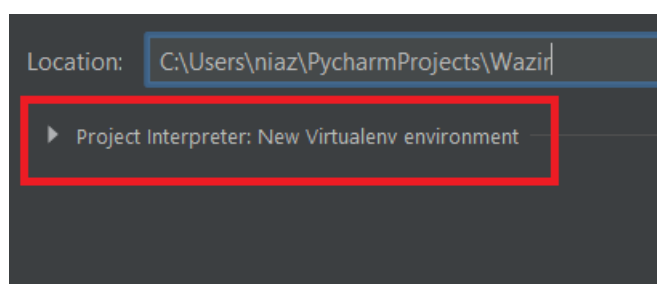 Location: C:\Users\niaz\PycharmProjects\Wazir
Project Interpreter: New Virtualenv environment